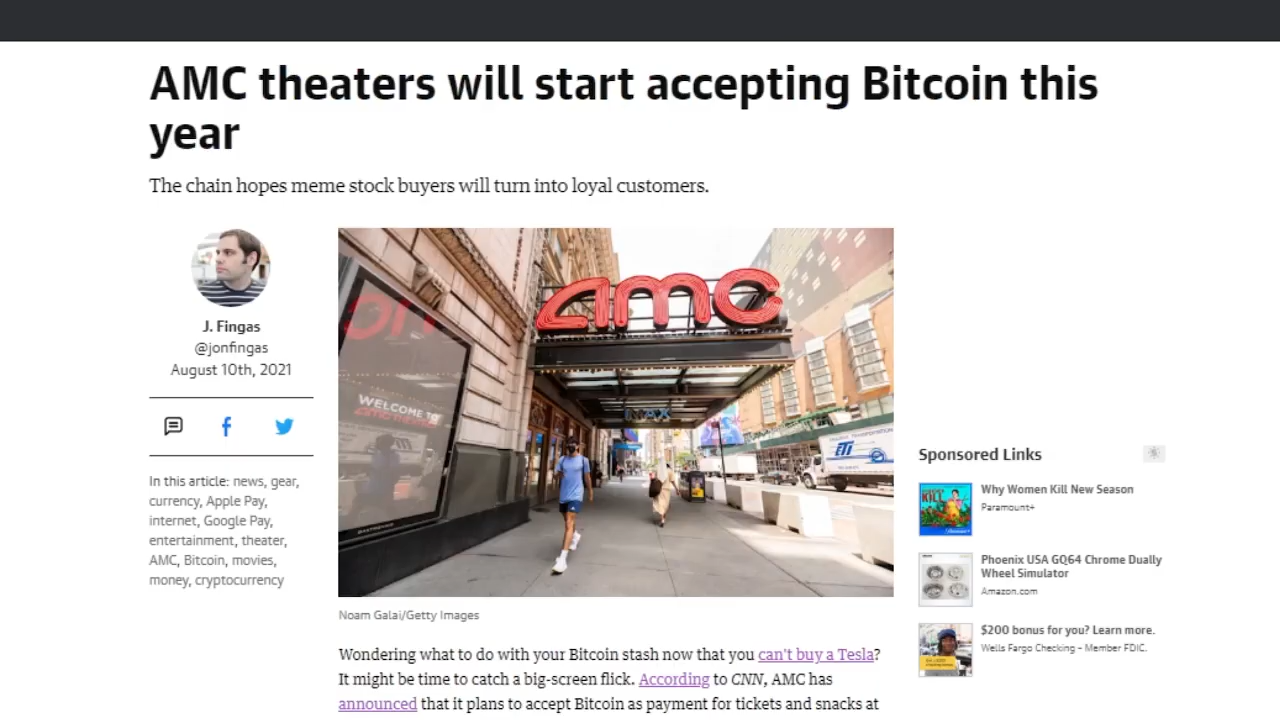 AMC theaters will start accepting Bitcoin this
year
The chain hopes meme stock buyers will turn into loyal customers.
J. Fingas
@jonfingas
August 10th, 2021
In this article: news, gear,
currency, Apple Pay,
internet, Google Pay,
entertainment, theater,
AMC, Bitcoin, movies,
money, cryptocurrency
amc
WELCOME TO
IMAX
ETI
Noam Galai/Getty Images
Wondering what to do with your Bitcoin stash now that you can't buy a Tesla?
It might be time to catch a big-screen flick. According to CNN, AMC has
announced that it plans to accept Bitcoin as payment for tickets and snacks at
Sponsored Links
Why Women Kill New Season
Paramount+
Phoenix USA GQ64 Chrome Dually
Wheel Simulator
Amazon.com
$200 bonus for you? Learn more.
Wells Fargo Checking - Member FDIC.